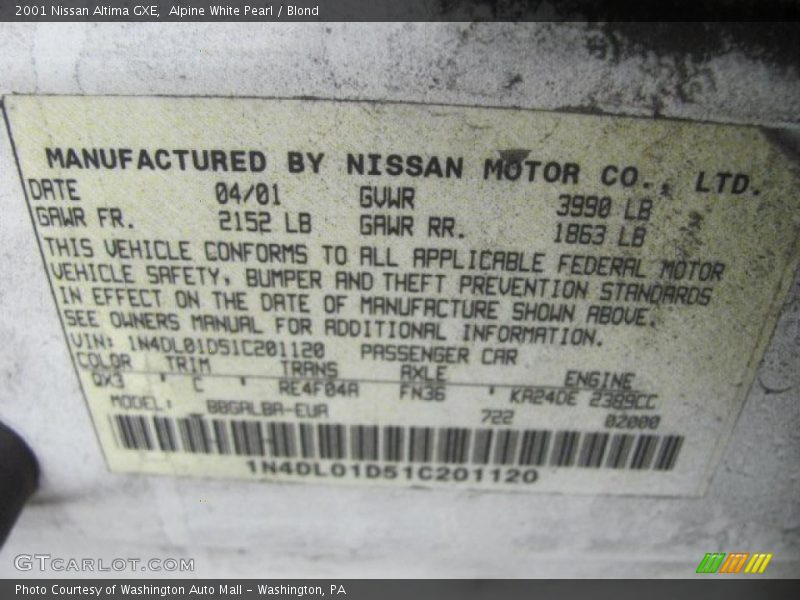 2001 Nissan Altima GXE,  Alpine White Pearl / Blond
MANUFACTURED BY NISSAN MOTOR CO., LTD.
DATE 04/01 GVWR 3990 LB
GAWR FR. 2152 LB GAWR RR. 1863 LB
THIS VEHICLE CONFORMS TO ALL APPLICABLE FEDERAL MOTOR
VEHICLE SAFETY, BUMPER AND THEFT PREVENTION STANDARDS
IN EFFECT ON THE DATE OF MANUFACTURE SHOWN ABOVE.
SEE OWNERS MANUAL FOR ADDITIONAL INFORMATION.
VIN: 1N4DL01D51C201120 PASSENGER CAR
COLOR TRIM TRANS AXLE ENGINE
QX3 ' C ' RE4F04A FN36 ' KA24DE 2389CC
MODEL: BBGALBA-EUA 722 02000
1N4DL01D51C201120
GTCARLOT.COM
Photo Courtesy of Washington Auto Mall - Washington, PA